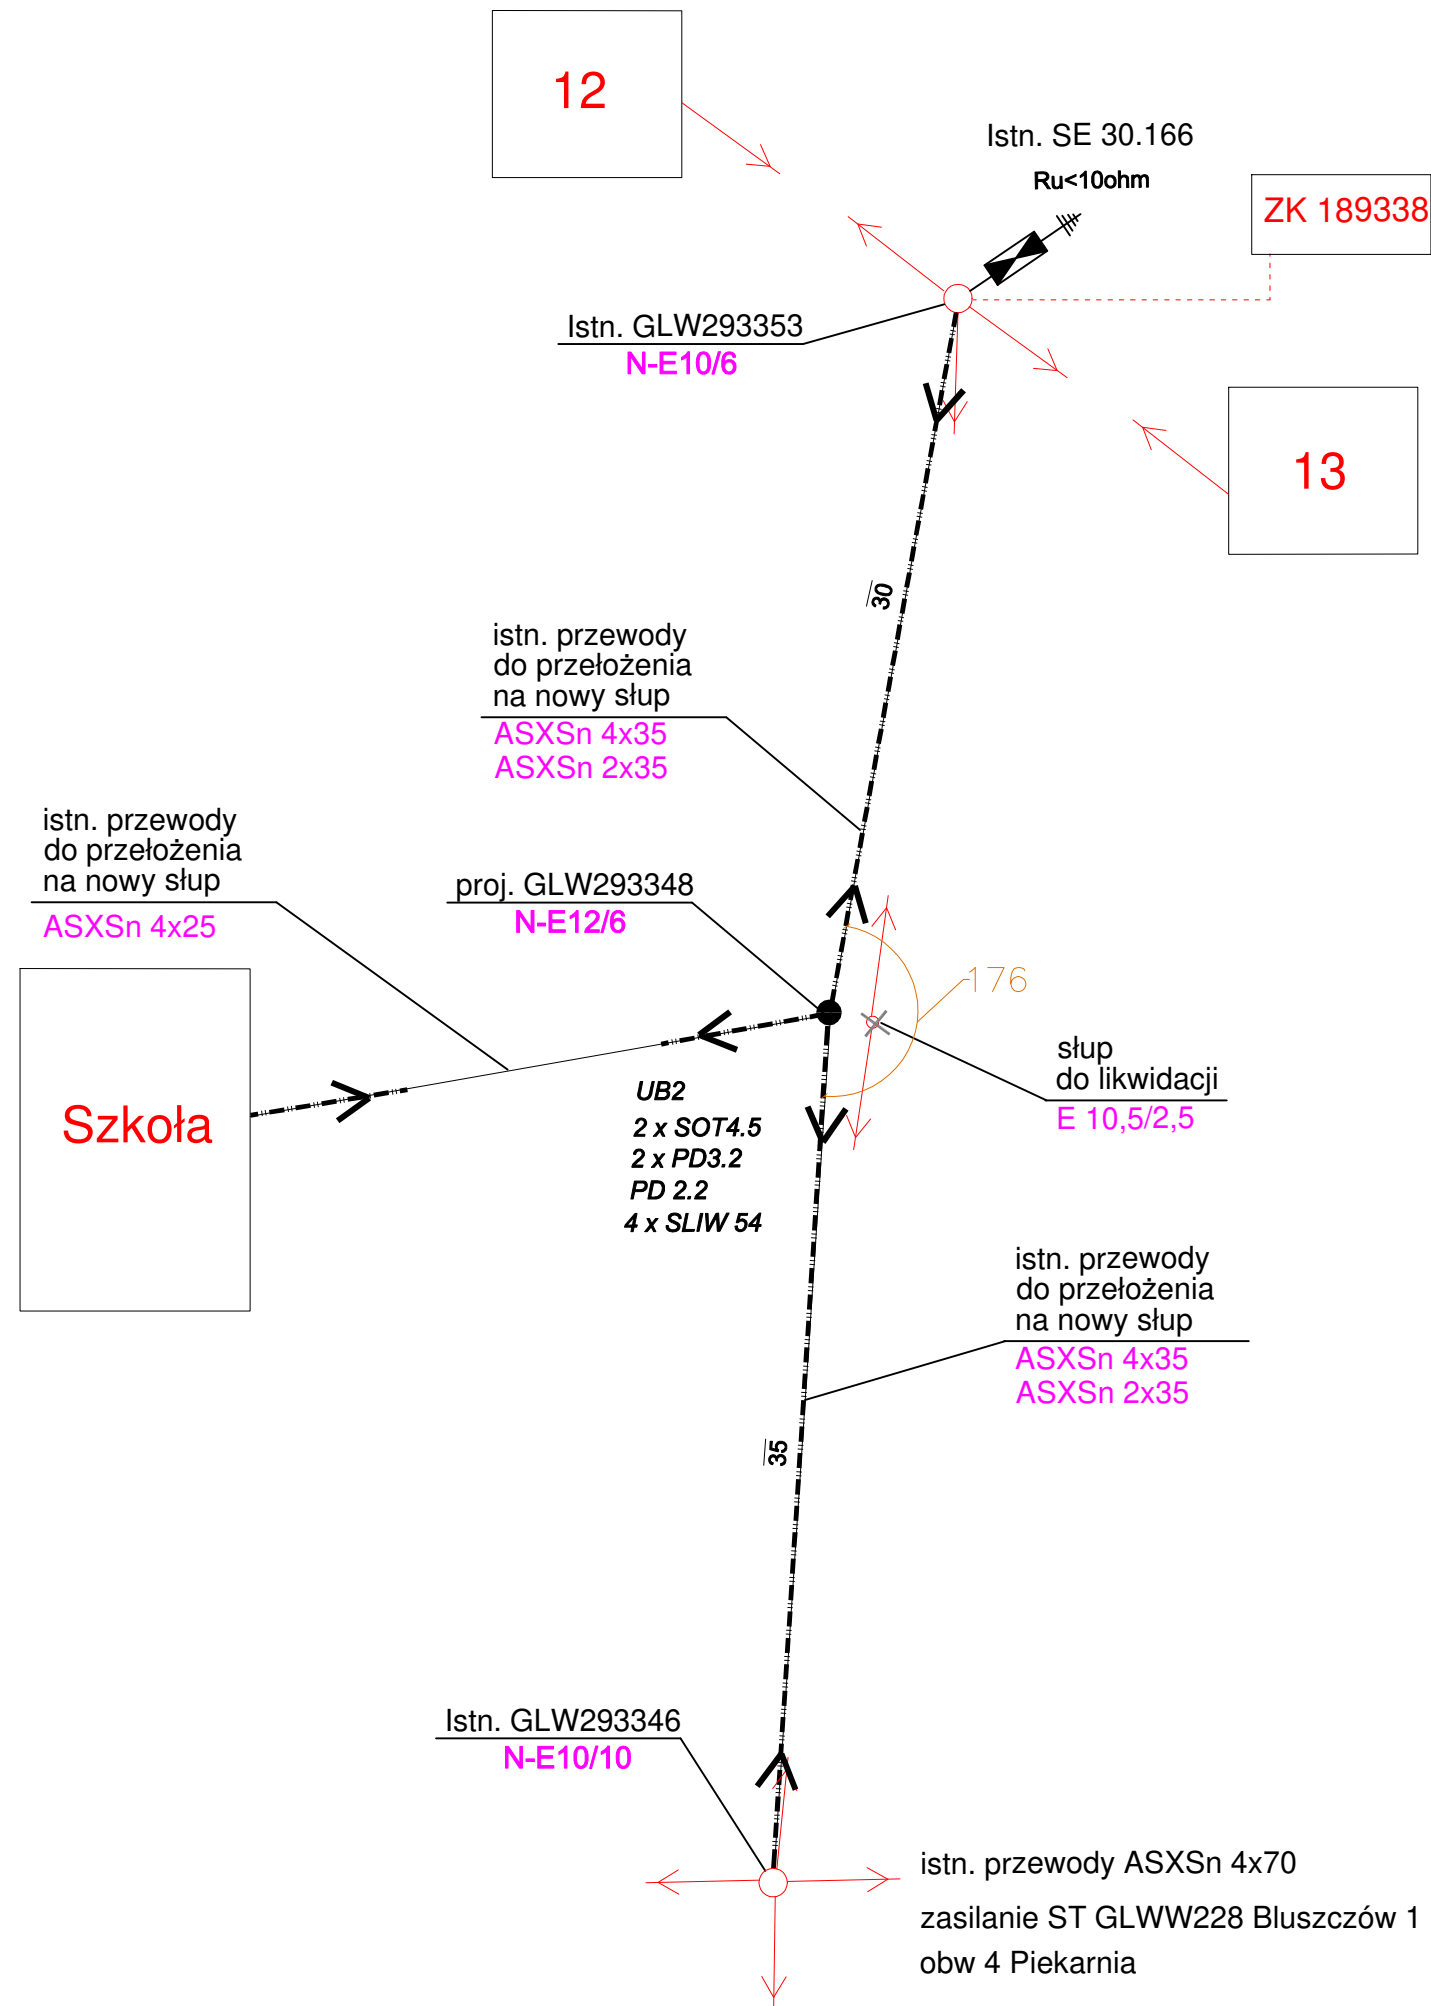 12
Istn. SE 30.166
Ru<10ohm
ZK 189338
Istn. GLW293353
N-E10/6
13
30
istn. przewody
do przełożenia
na nowy słup
ASXSn 4x35
ASXSn 2x35
istn. przewody
do przełożenia
na nowy słup
ASXSn 4x25
proj. GLW293348
N-E12/6
176
słup
do likwidacji
E 10,5/2,5
Szkoła
UB2
2 x SOT4.5
2 x PD3.2
PD 2.2
4 x SLIW 54
istn. przewody
do przełożenia
na nowy słup
ASXSn 4x35
ASXSn 2x35
35
Istn. GLW293346
N-E10/10
istn. przewody ASXSn 4x70
zasilanie ST GLWW228 Bluszczów 1
obw 4 Piekarnia